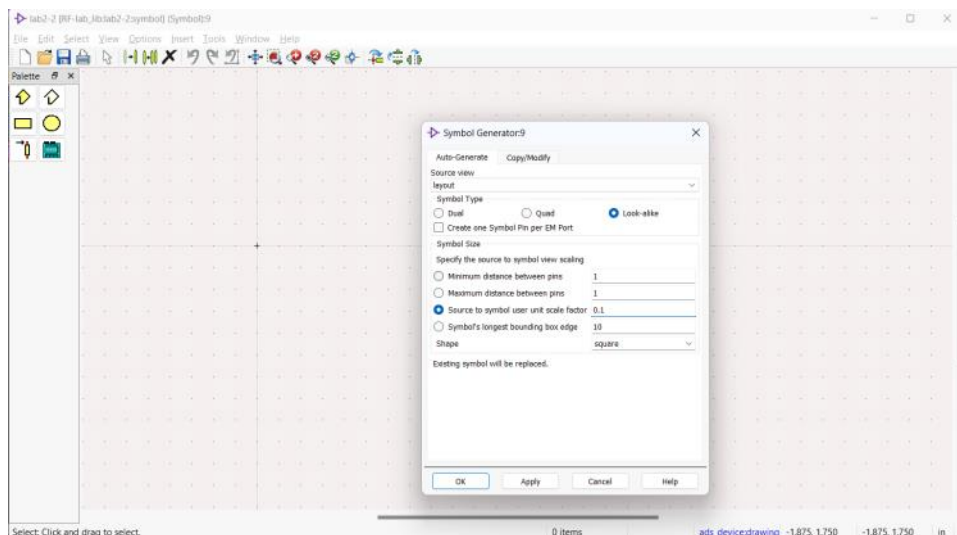 lab2-2 [RF-lab_lib:lab2-2:symbol] (Symbol):9
File Edit Select View Options Insert Tools Window Help
Palette
Symbol Generator:9
Auto-Generate Copy/Modify
Source view
layout
Symbol Type
Dual Quad Look-alike
Create one Symbol Pin per EM Port
Symbol Size
Specify the source to symbol view scaling
Minimum distance between pins 1
Maximum distance between pins 1
Source to symbol user unit scale factor 0.1
Symbol's longest bounding box edge 10
Shape square
Existing symbol will be replaced.
OK Apply Cancel Help
Select: Click and drag to select. 0 items ads_device:drawing -1.875, 1.750 -1.875, 1.750 in